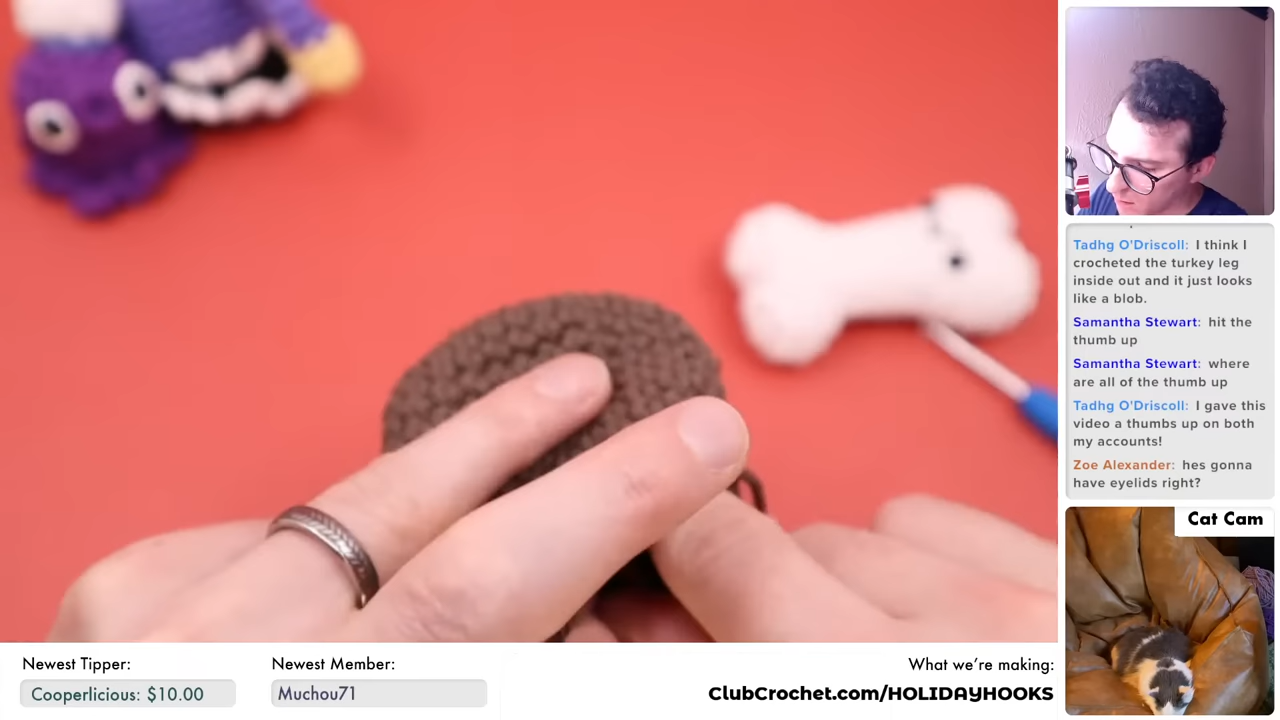 Tadhg O'Driscoll: I think I
crocheted the turkey leg
inside out and it just looks
like a blob.
Samantha Stewart: hit the
thumb up
Samantha Stewart: where
are all of the thumb up
Tadhg O'Driscoll: I gave this
video a thumbs up on both
my accounts!
Zoe Alexander: hes gonna
have eyelids right?
Cat Cam
Newest Tipper:
Cooperlicious: $10.00
Newest Member:
Muchou71
What we're making:
ClubCrochet.com/HOLIDAYHOOKS